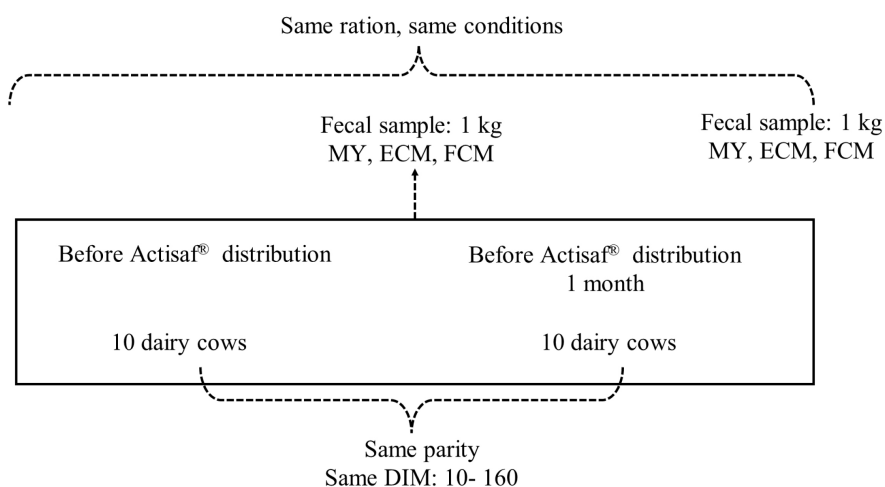 Same ration, same conditions
Fecal sample: 1 kg
MY, ECM, FCM
Fecal sample: 1 kg
MY, ECM, FCM
Before Actisaf® distribution
Before Actisaf® distribution
1 month
10 dairy cows
10 dairy cows
Same parity
Same DIM: 10- 160